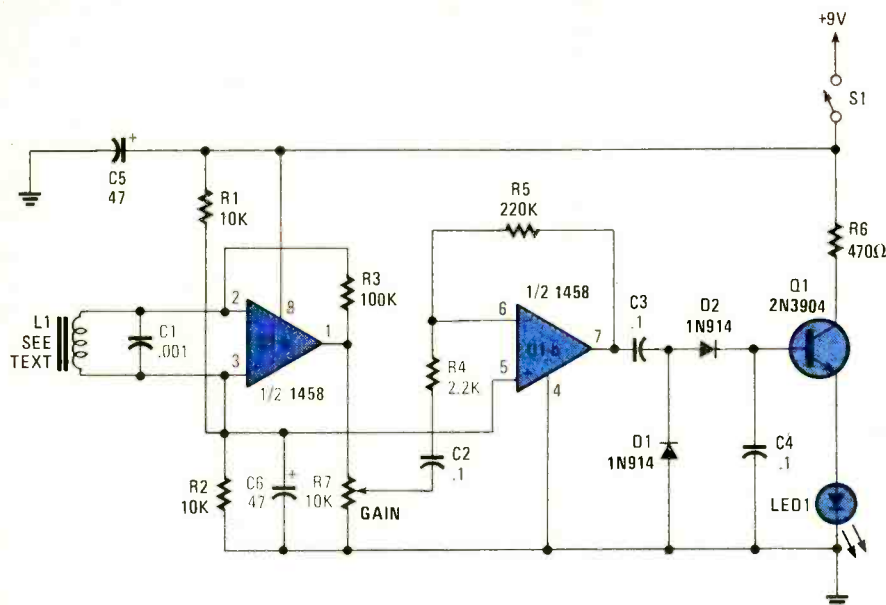 +9V
S1
+
C5
47
R1
10K
R5
220K
R6
470Ω
R3
100K
2
8
1
3
1/2 1458
L1
SEE
TEXT
C1
.001
1/2 1458
6
7
5
4
R4
2.2K
C3
.1
D2
1N914
Q1
2N3904
C2
.1
D1
1N914
C4
.1
R2
10K
C6
47
+
R7
10K
GAIN
LED1